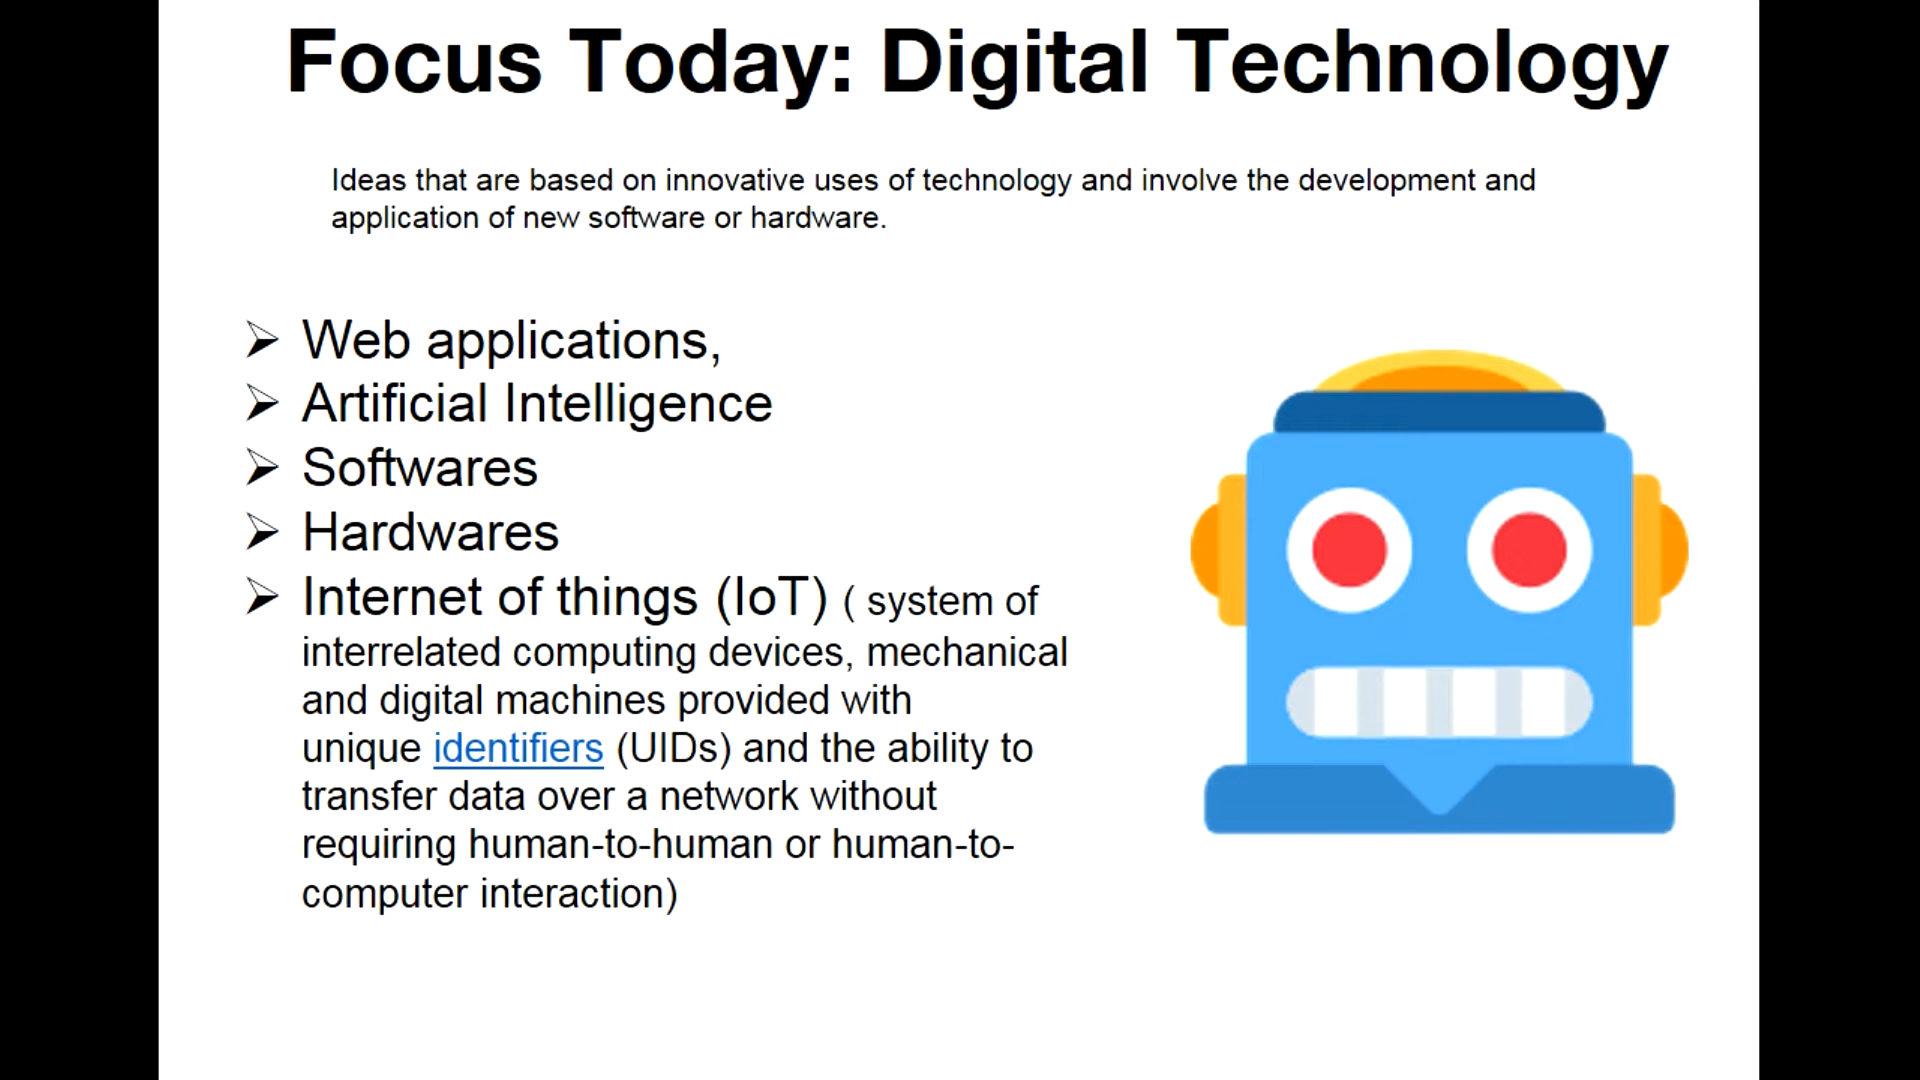 Focus Today: Digital Technology
Ideas that are based on innovative uses of technology and involve the development and
application of new software or hardware.
➢ Web applications,
➢ Artificial Intelligence
➢ Softwares
➢ Hardwares
➢ Internet of things (IoT) ( system of
interrelated computing devices, mechanical
and digital machines provided with
unique identifiers (UIDs) and the ability to
transfer data over a network without
requiring human-to-human or human-to-
computer interaction)